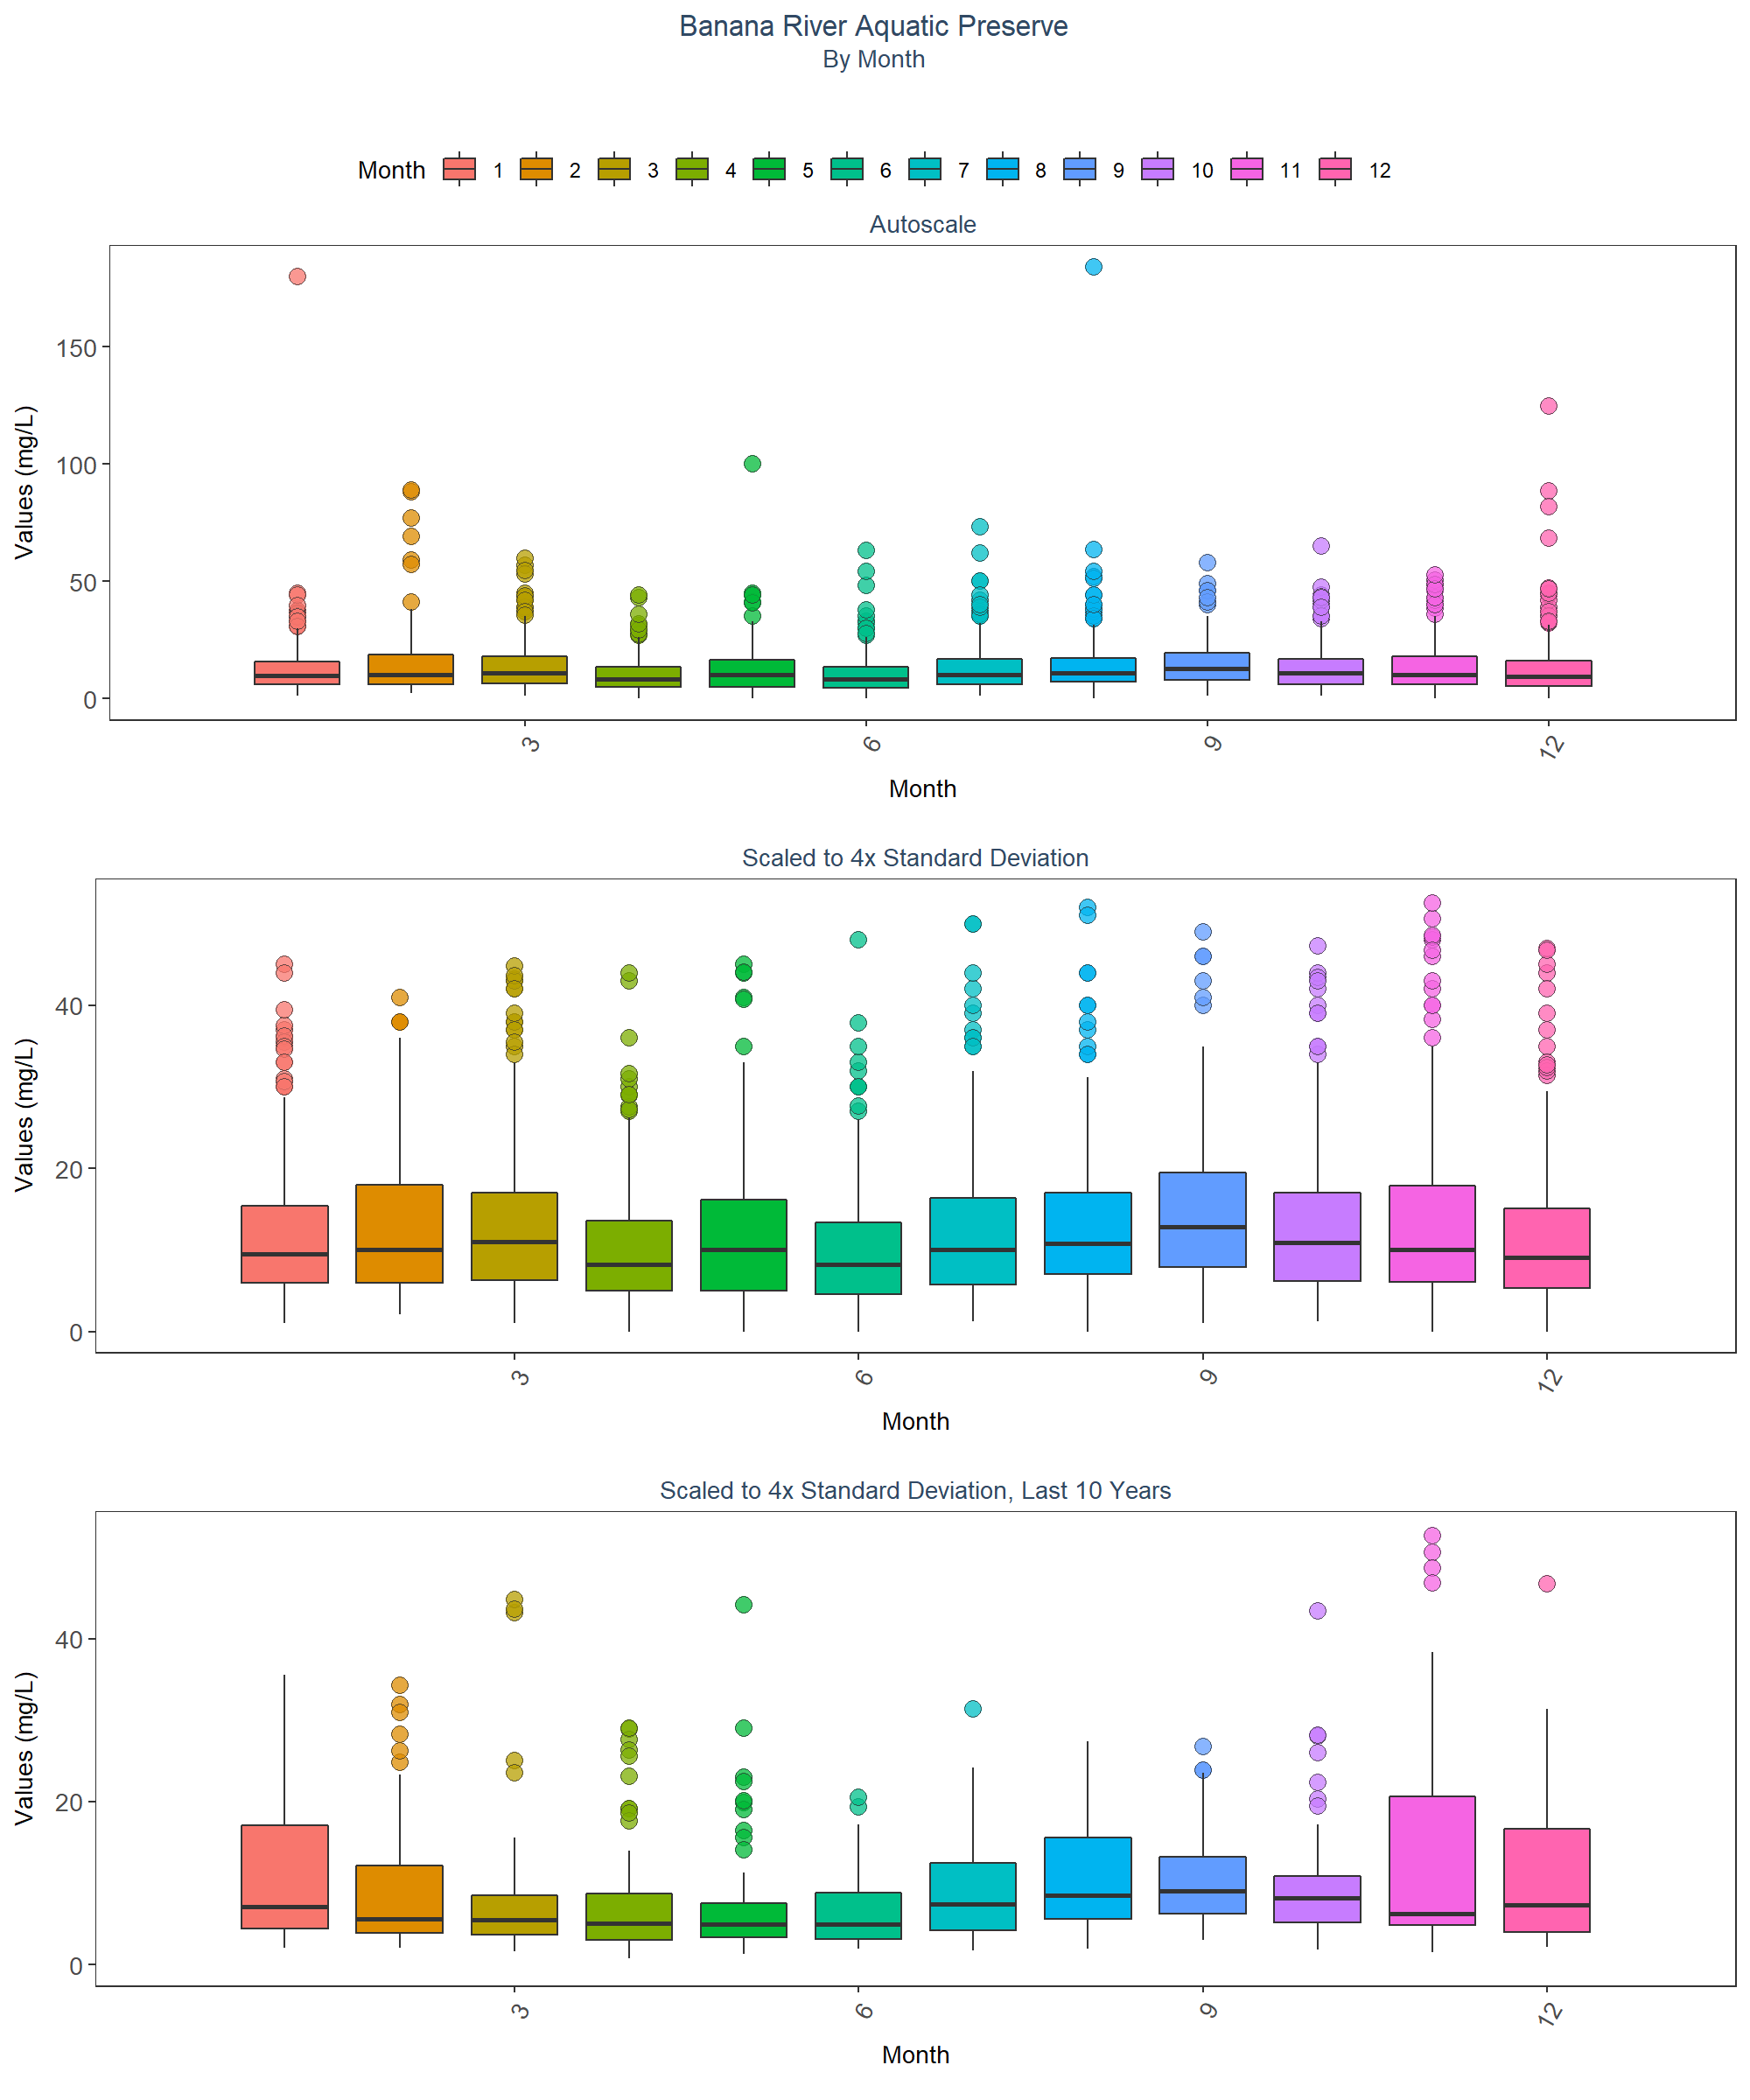 Banana River Aquatic Preserve
By Month
Month 1 2 3 4 5 6 7 8 9 10 11 12
Autoscale
Values (mg/L)
150
100
50
0
3 6 9 12
Month
Scaled to 4x Standard Deviation
Values (mg/L)
40
20
0
3 6 9 12
Month
Scaled to 4x Standard Deviation, Last 10 Years
Values (mg/L)
40
20
0
3 6 9 12
Month